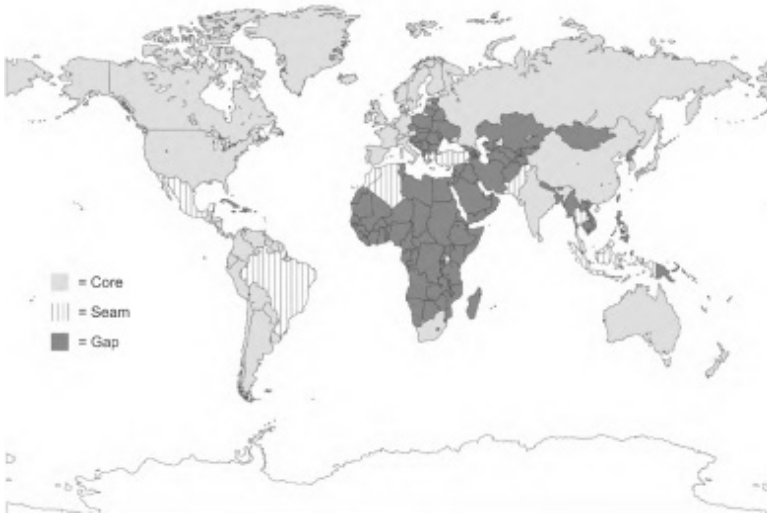 = Core
= Seam
= Gap